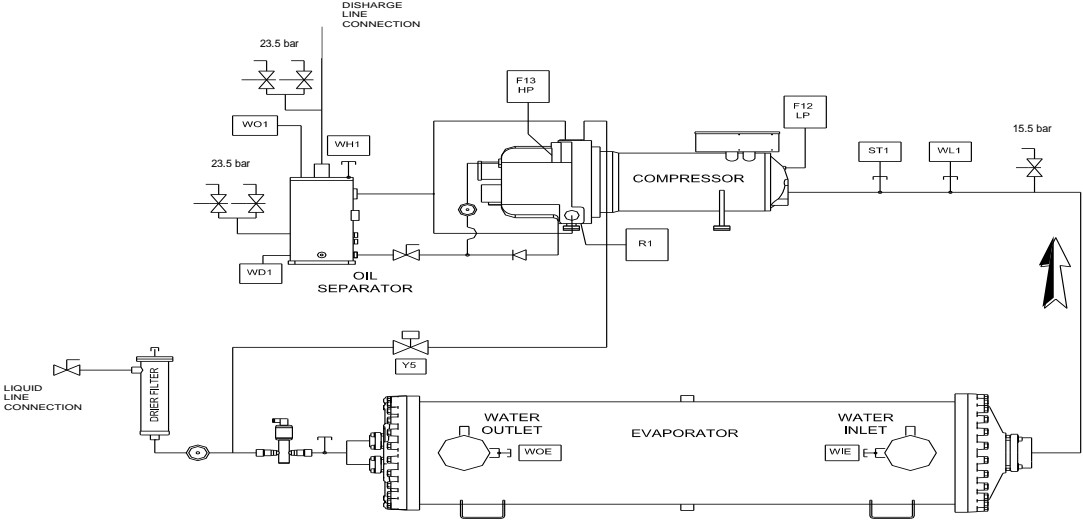 DISHARGE
LINE
CONNECTION
23.5 bar
F13
HP
F12
LP
WO1
WH1
15.5 bar
ST1
WL1
23.5 bar
COMPRESSOR
R1
WD1
OIL
SEPARATOR
Y5
LIQUID
LINE
CONNECTION
DRIER FILTER
WATER
OUTLET
EVAPORATOR
WATER
INLET
WOE
WIE